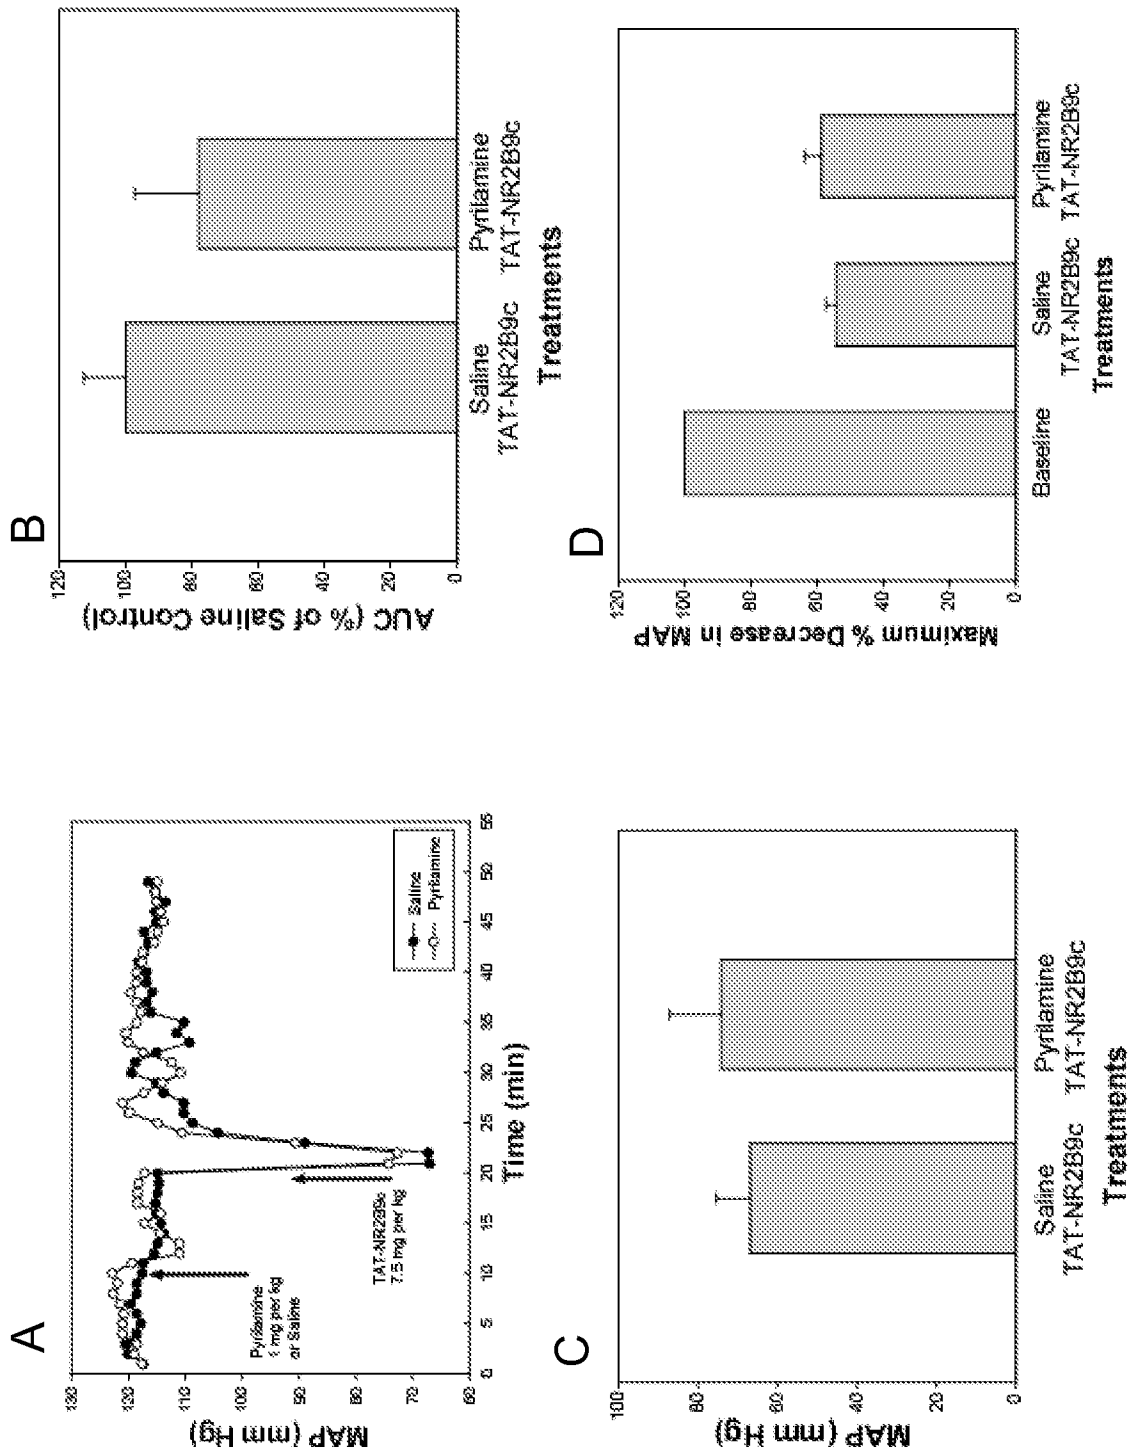 A
MAP (mm Hg)
130
120
110
100
90
80
70
60
Pyrilamine
1 mg per kg
or Saline
TAT-NR2B9c
7.5 mg per kg
Saline
Pyrilamine
0
5
10
15
20
25
30
35
40
45
50
55
Time (min)
B
AUC (% of Saline Control)
120
100
80
60
40
20
0
Saline
TAT-NR2B9c
Pyrilamine
TAT-NR2B9c
Treatments
C
MAP (mm Hg)
100
80
60
40
20
0
Saline
TAT-NR2B9c
Pyrilamine
TAT-NR2B9c
Treatments
D
Maximum % Decrease in MAP
120
100
80
60
40
20
0
Baseline
Saline
TAT-NR2B9c
Pyrilamine
TAT-NR2B9c
Treatments